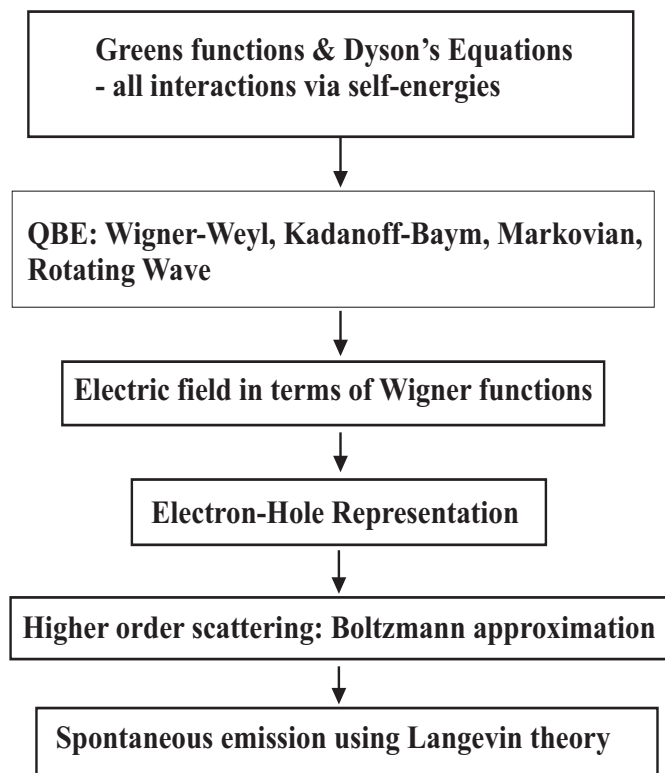 Greens functions & Dyson's Equations
- all interactions via self-energies
QBE: Wigner-Weyl, Kadanoff-Baym, Markovian,
Rotating Wave
Electric field in terms of Wigner functions
Electron-Hole Representation
Higher order scattering: Boltzmann approximation
Spontaneous emission using Langevin theory